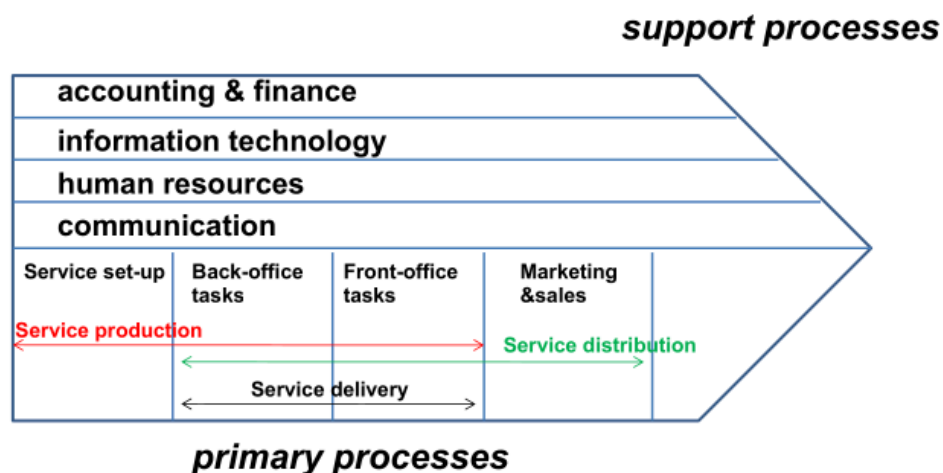 support processes
accounting & finance
information technology
human resources
communication
Service set-up
Back-office
tasks
Front-office
tasks
Marketing
&sales
Service production
Service distribution
Service delivery
primary processes